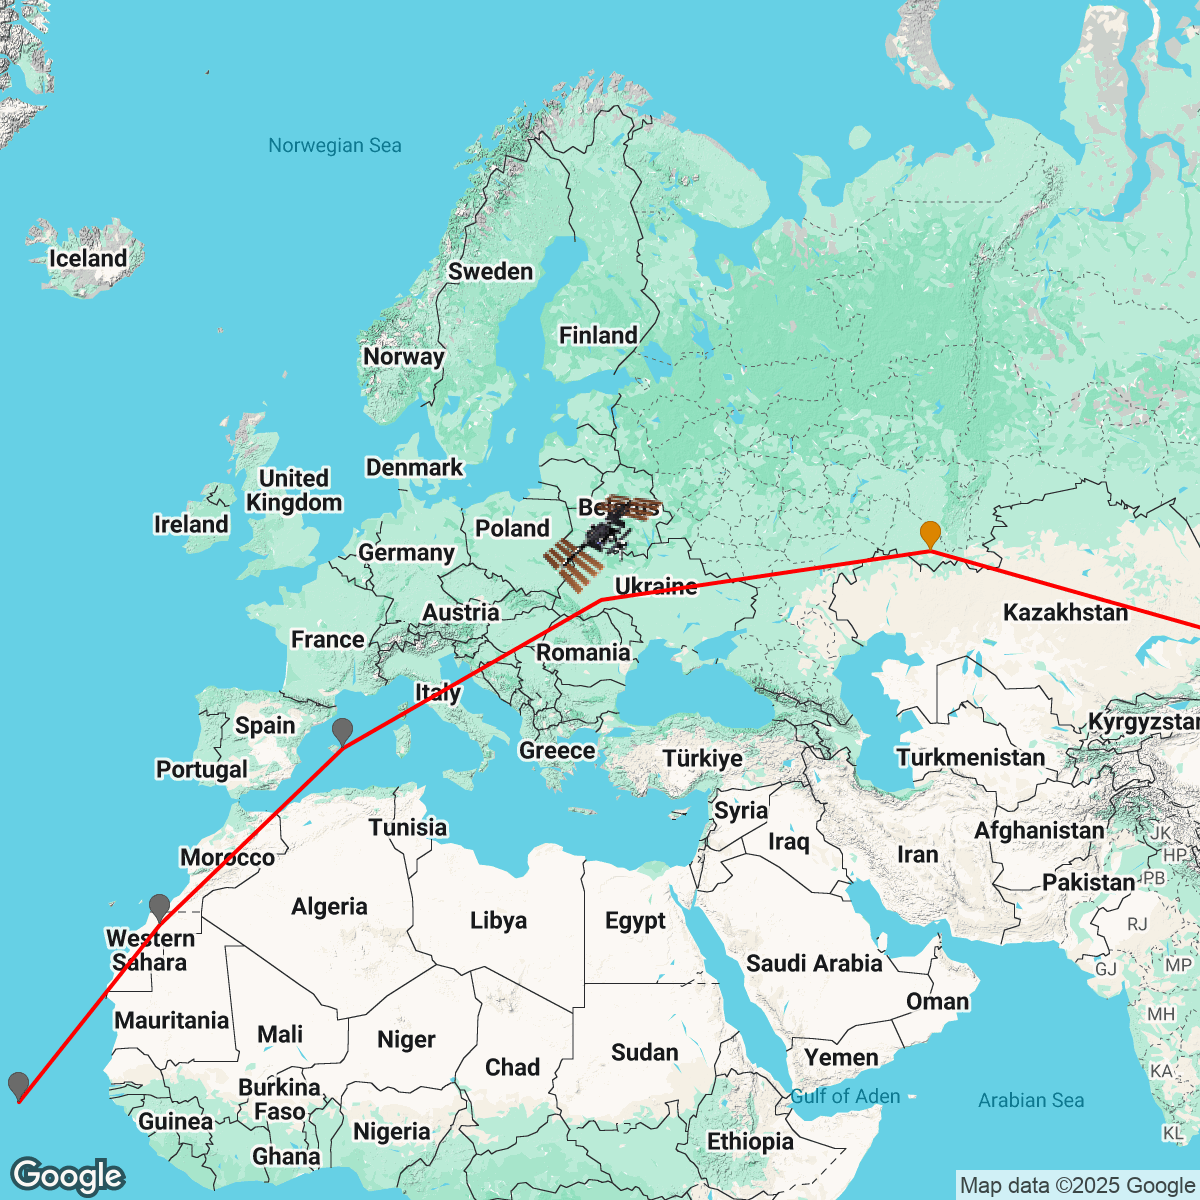 Norwegian Sea
Iceland
Sweden
Finland
Norway
Denmark
United
Kingdom
Ireland
Belarus
Poland
Germany
Ukraine
Austria
Kazakhstan
France
Romania
Italy
Spain
Kyrgyzstan
Greece
Türkiye
Turkmenistan
Portugal
Syria
Tunisia
Afghanistan
JK
Iraq
Iran
HP
Morocco
Pakistan
PB
Algeria
Libya
Egypt
RJ
Western
Sahara
Saudi Arabia
GJ
MP
Oman
Mauritania
Mali
Niger
Sudan
MH
Yemen
Chad
KA
Burkina
Faso
Gulf of Aden
Arabian Sea
Guinea
Nigeria
Ethiopia
KL
Ghana
Google
Map data ©2025 Google